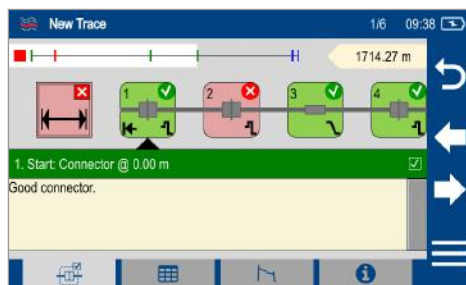 New Trace 1/6 09:38
1714.27 m
1 2 3 4
1. Start: Connector @ 0.00 m
Good connector.